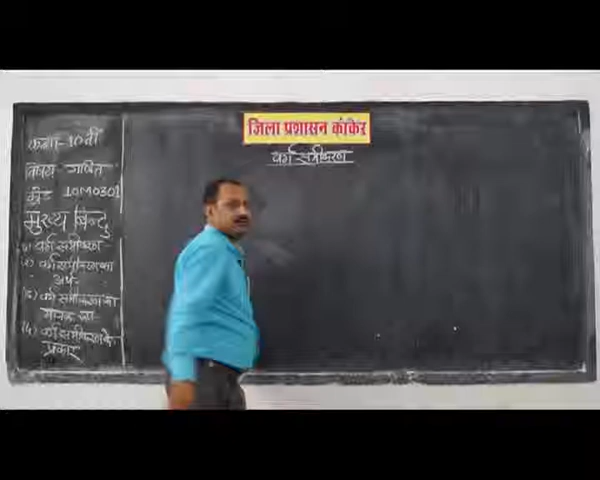 जिला प्रशासन कांकेर
वर्ग समीकरण
कक्षा-10वीं
विषय-गणित
कोड 10M0301
मुख्य बिन्दु
(1) वर्ग समीकरण
(2) वर्ग समीकरण का
अर्थ
(3) वर्ग समीकरण का
मानक रूप
(4) वर्ग समीकरण के
प्रकार